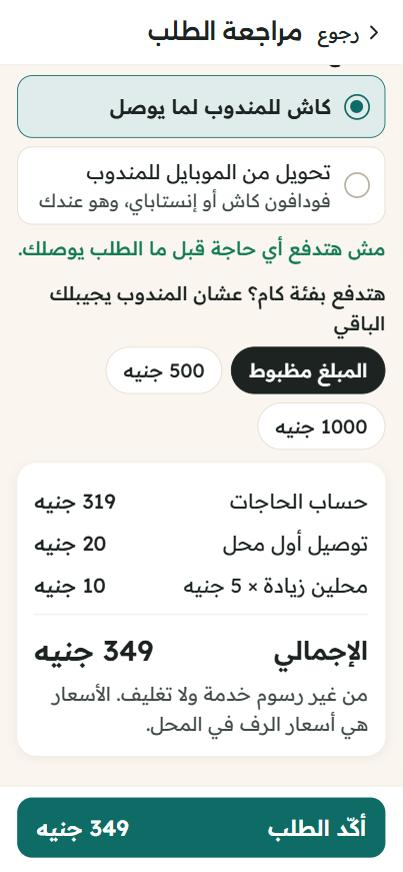 رجوع
مراجعة الطلب
كاش للمندوب لما يوصل
تحويل من الموبايل للمندوب
فودافون كاش أو إنستاباي، وهو عندك
مش هتدفع أي حاجة قبل ما الطلب يوصلك.
هتدفع بفئة كام؟ عشان المندوب يجيبلك
الباقي
المبلغ مظبوط
500 جنيه
1000 جنيه
حساب الحاجات 319 جنيه
توصيل أول محل 20 جنيه
محلين زيادة × 5 جنيه 10 جنيه
الإجمالي 349 جنيه
من غير رسوم خدمة ولا تغليف. الأسعار
هي أسعار الرف في المحل.
أكّد الطلب 349 جنيه